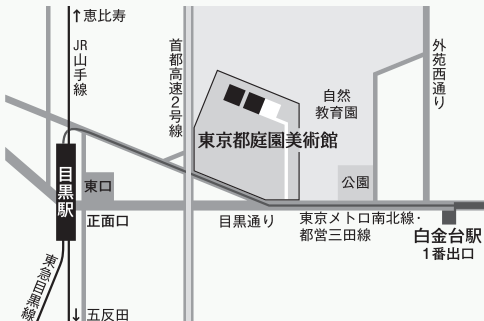 ↑恵比寿
JR山手線
首都高速2号線
外苑西通り
自然
教育園
東京都庭園美術館
公園
目黒駅
東口
正面口
目黒通り
東京メトロ南北線・
都営三田線
白金台駅
1番出口
東急目黒線
↓五反田